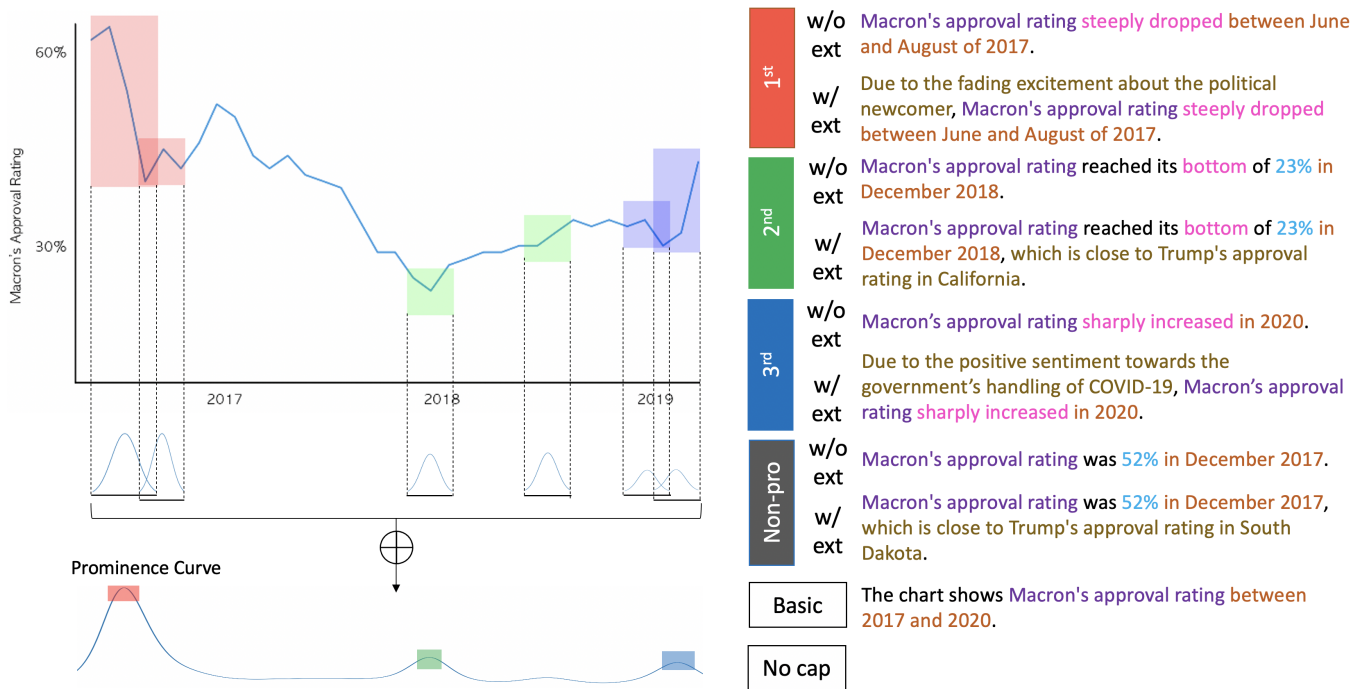 60%
30%
Macron's Approval Rating
2017
2018
2019
Prominence Curve
1st
w/o
ext
Macron's approval rating steeply dropped between June
and August of 2017.
w/
ext
Due to the fading excitement about the political
newcomer, Macron's approval rating steeply dropped
between June and August of 2017.
2nd
w/o
ext
Macron's approval rating reached its bottom of 23% in
December 2018.
w/
ext
Macron's approval rating reached its bottom of 23% in
December 2018, which is close to Trump's approval
rating in California.
3rd
w/o
ext
Macron’s approval rating sharply increased in 2020.
w/
ext
Due to the positive sentiment towards the
government’s handling of COVID-19, Macron’s approval
rating sharply increased in 2020.
Non-pro
w/o
ext
Macron's approval rating was 52% in December 2017.
w/
ext
Macron's approval rating was 52% in December 2017,
which is close to Trump's approval rating in South
Dakota.
Basic
The chart shows Macron's approval rating between
2017 and 2020.
No cap